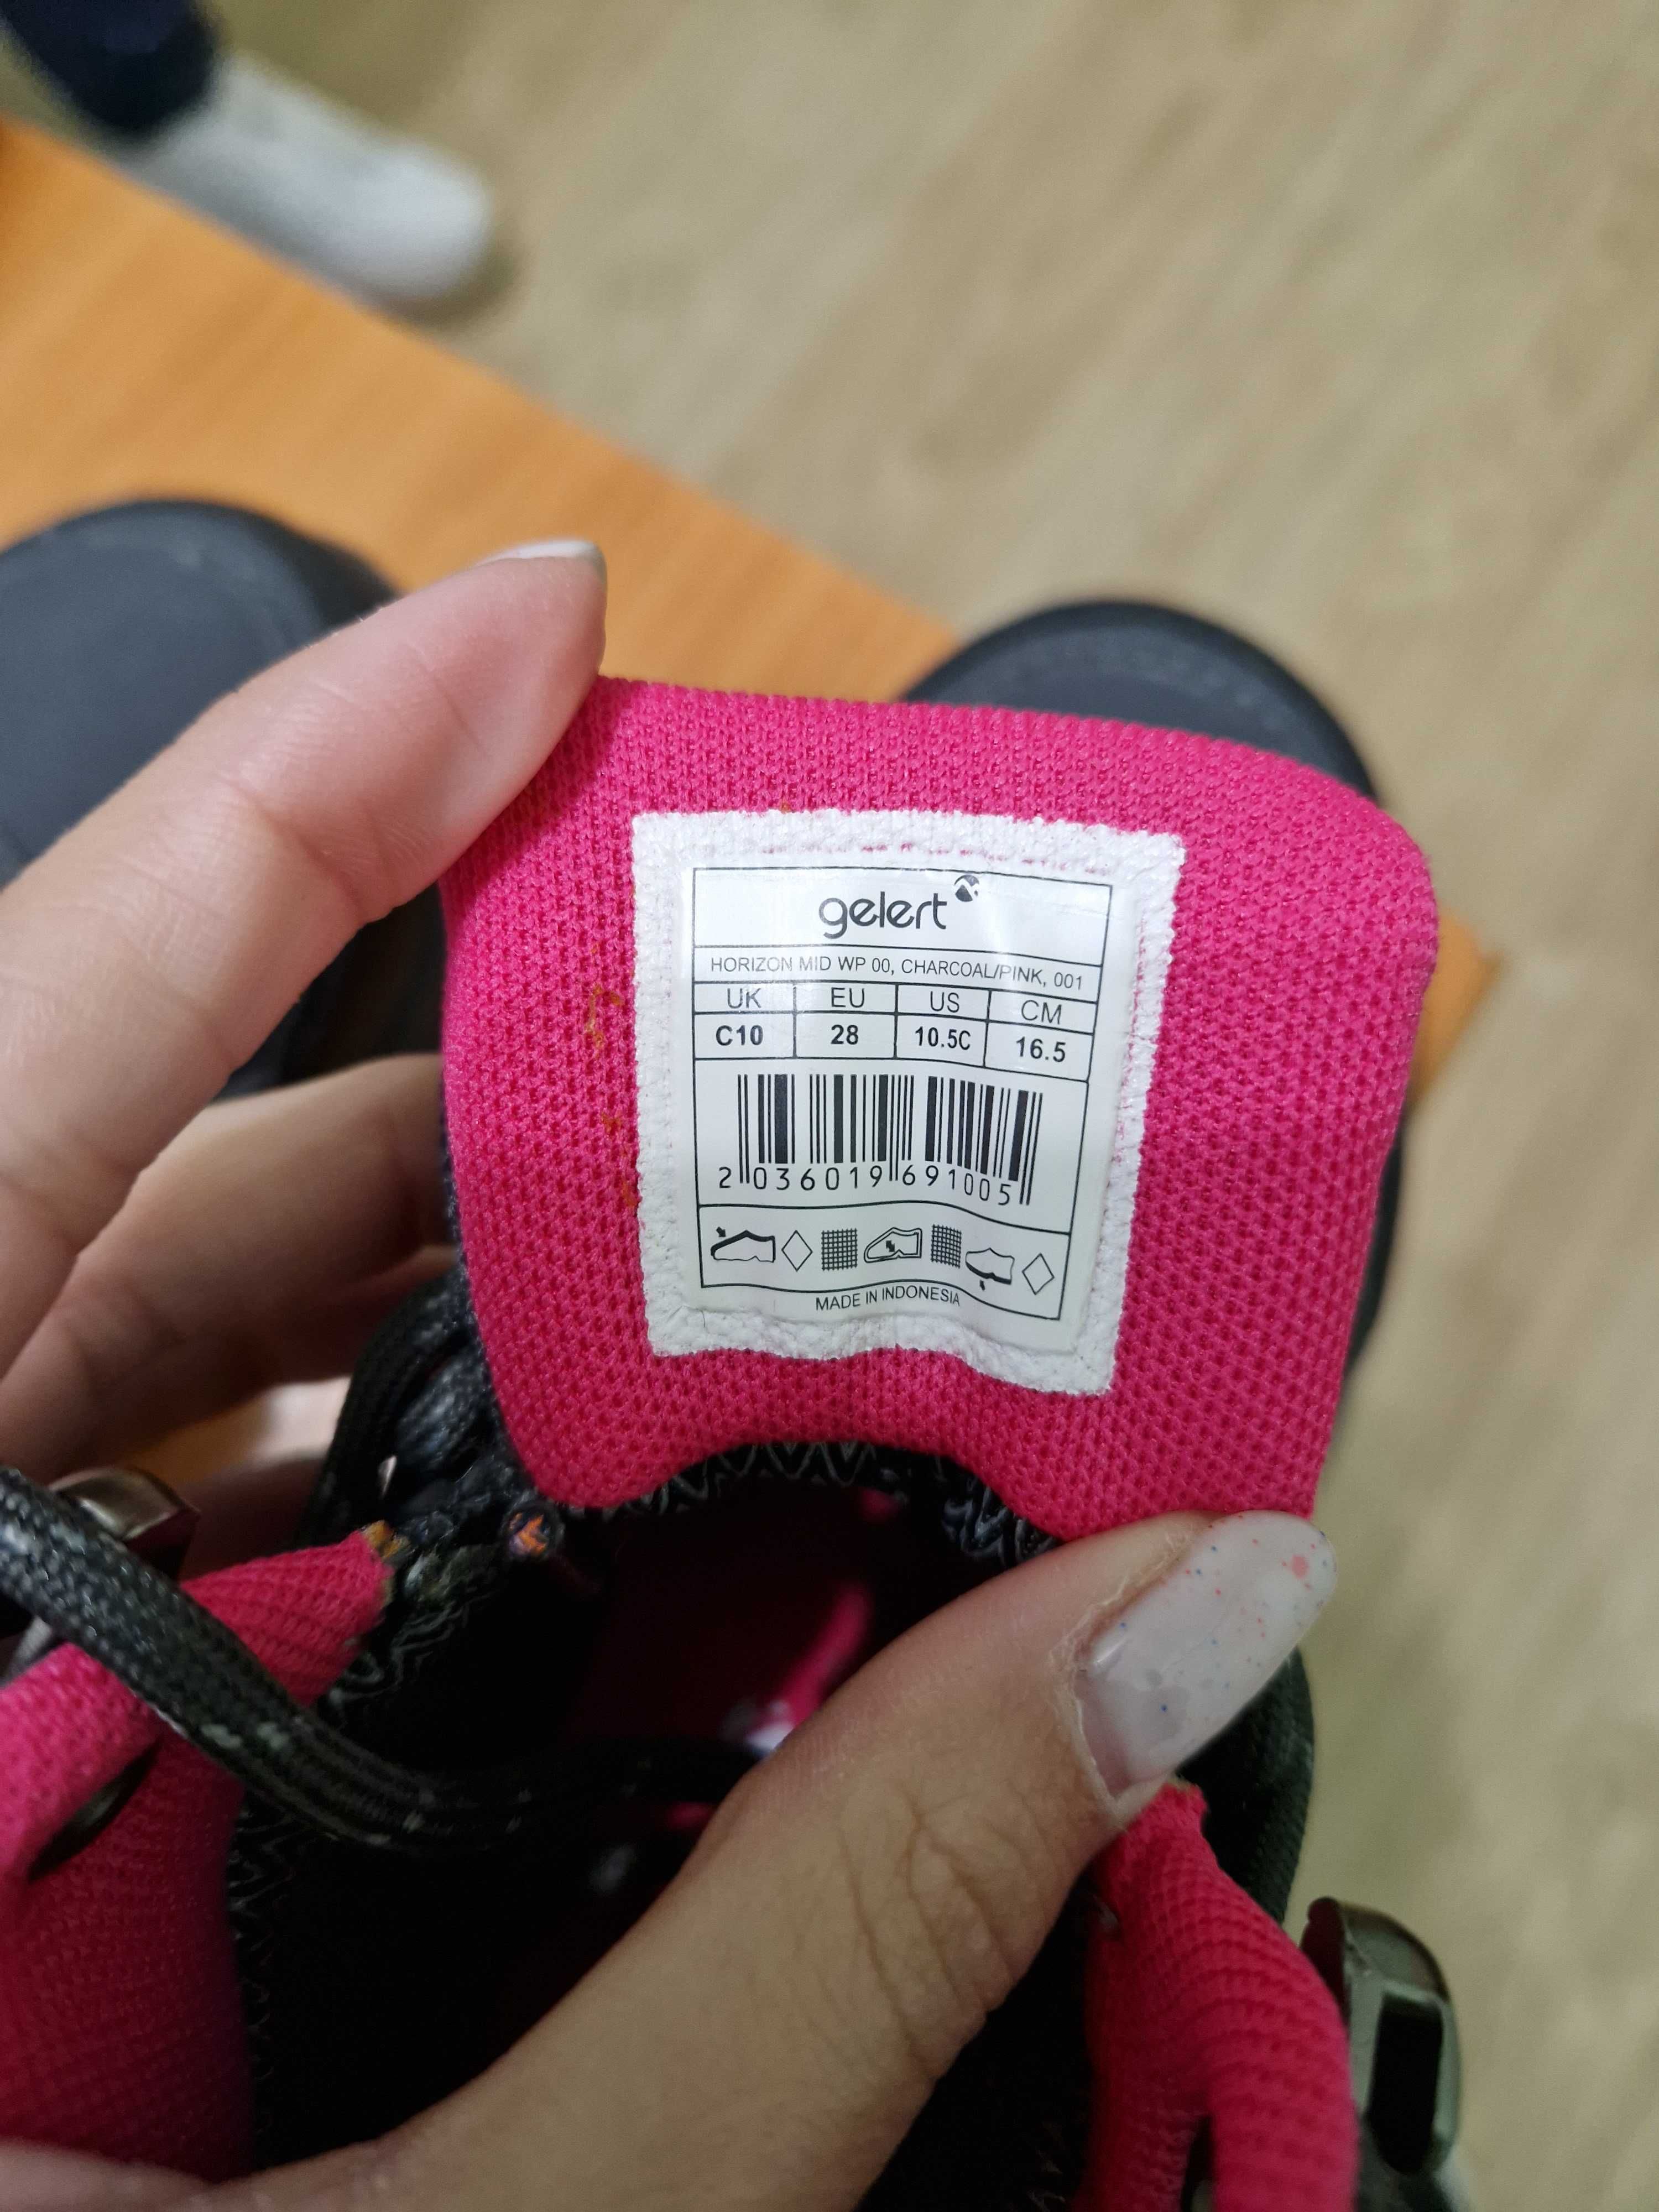 gelert
HORIZON MID WP 00, CHARCOAL/PINK, 001
UK EU US CM
C10 28 10.5C 16.5
2 036019 691005
MADE IN INDONESIA